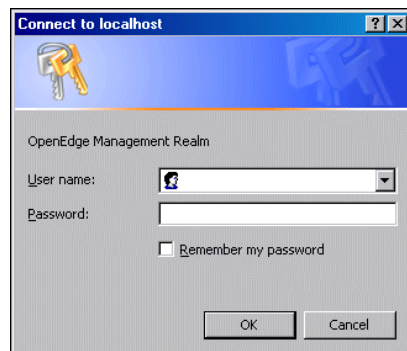 Connect to localhost
OpenEdge Management Realm
User name:
Password:
Remember my password
OK
Cancel